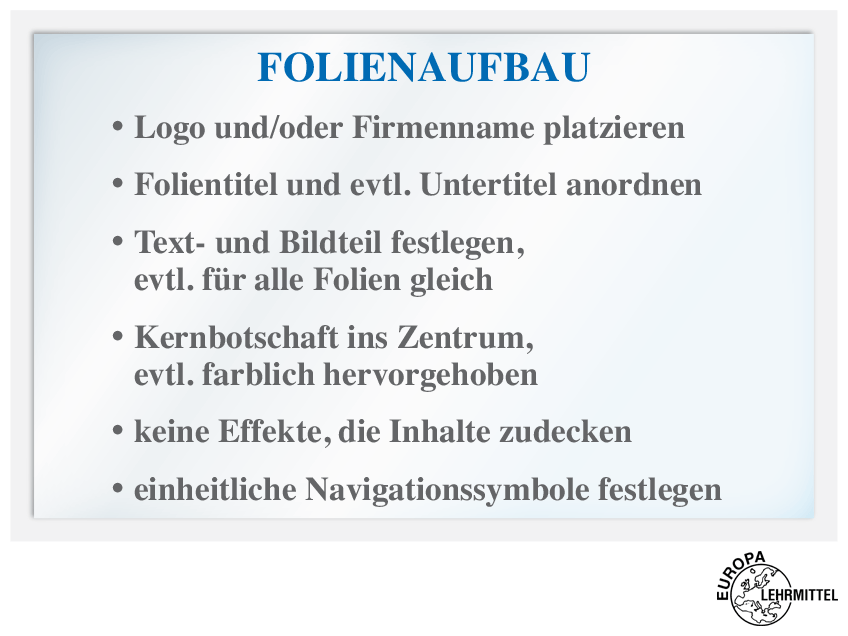 FOLIENAUFBAU
• Logo und/oder Firmenname platzieren
• Folientitel und evtl. Untertitel anordnen
• Text- und Bildteil festlegen,
evtl. für alle Folien gleich
• Kernbotschaft ins Zentrum,
evtl. farblich hervorgehoben
• keine Effekte, die Inhalte zudecken
• einheitliche Navigationssymbole festlegen
EUROPA
LEHRMITTEL